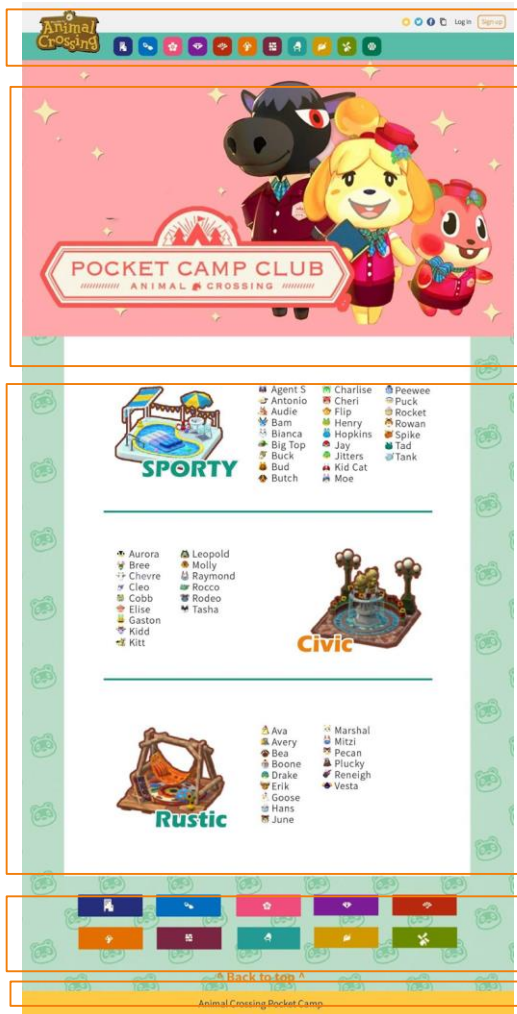 Animal
Crossing
Log in
Sign up
POCKET CAMP CLUB
ANIMAL CROSSING
SPORTY
Agent S
Antonio
Audie
Bam
Bianca
Big Top
Buck
Bud
Butch
Charlise
Cheri
Flip
Henry
Hopkins
Jay
Jitters
Kid Cat
Moe
Peewee
Puck
Rocket
Rowan
Spike
Tad
Tank
Aurora
Bree
Chevre
Cleo
Cobb
Elise
Gaston
Kidd
Kitt
Leopold
Molly
Raymond
Rocco
Rodeo
Tasha
Civic
Rustic
Ava
Avery
Bea
Boone
Drake
Erik
Goose
Hans
June
Marshal
Mitzi
Pecan
Plucky
Reneigh
Vesta
^ Back to top ^
Animal Crossing Pocket Camp